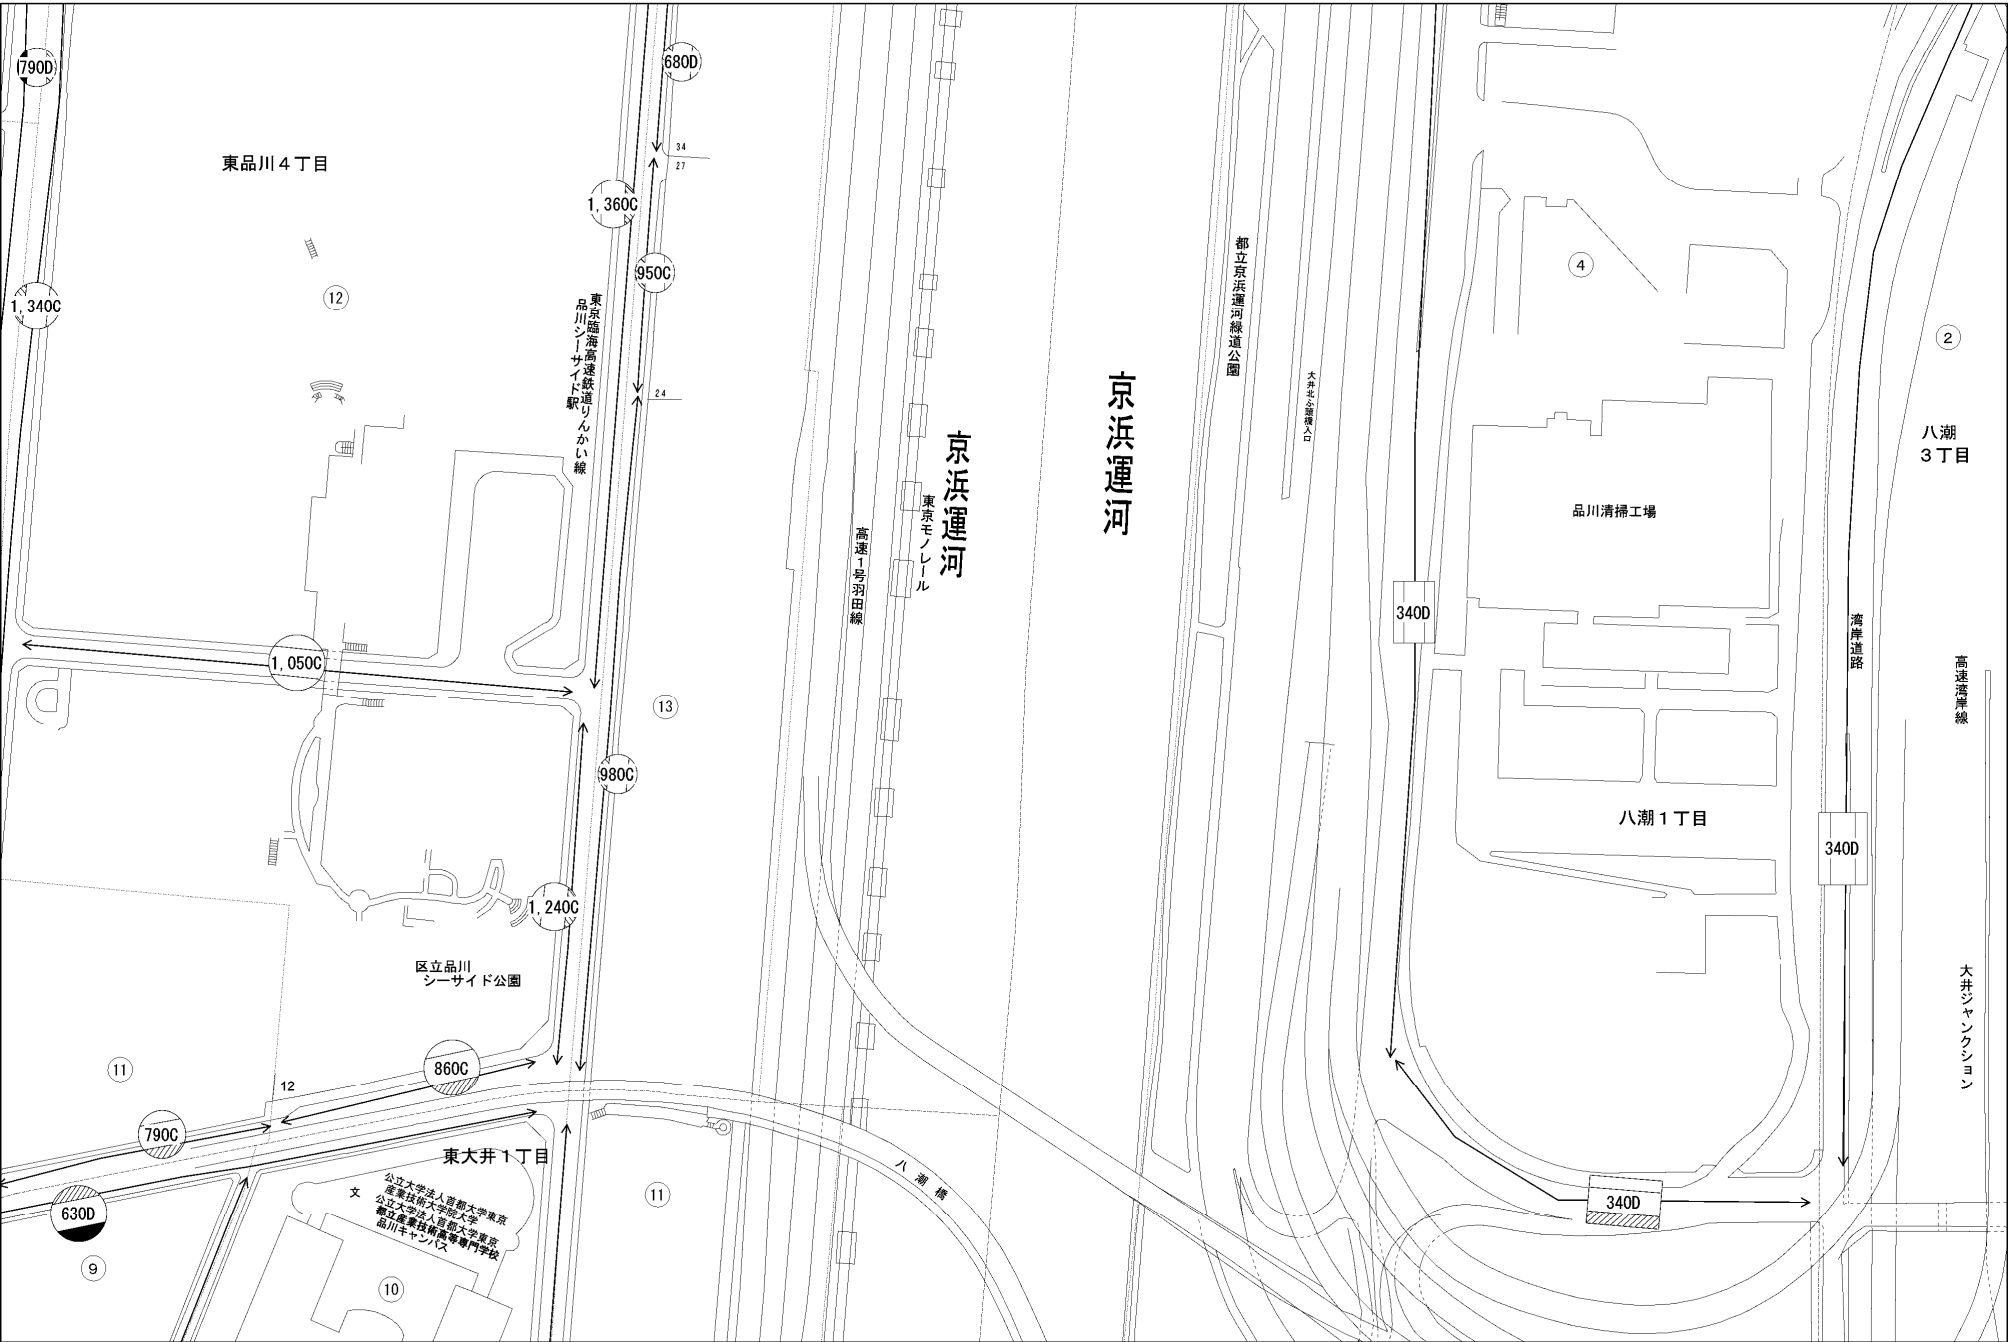 790D
680D
34
27
東品川４丁目
1,360C
950C
1,340C
12
東京臨海高速鉄道りんかい線
品川シーサイド駅
24
都立京浜運河緑道公園
大井北ふ頭橋入口
京浜運河
京浜運河
東京モノレール
高速１号羽田線
4
2
八潮
３丁目
品川清掃工場
340D
湾岸道路
高速湾岸線
1,050C
13
980C
八潮１丁目
340D
1,240C
区立品川
シーサイド公園
大井ジャンクション
11
12
860C
790C
東大井１丁目
630D
文
公立大学法人首都大学東京
産業技術大学院大学
公立大学法人首都大学東京
都立産業技術高等専門学校
品川キャンパス
八潮橋
11
340D
9
10